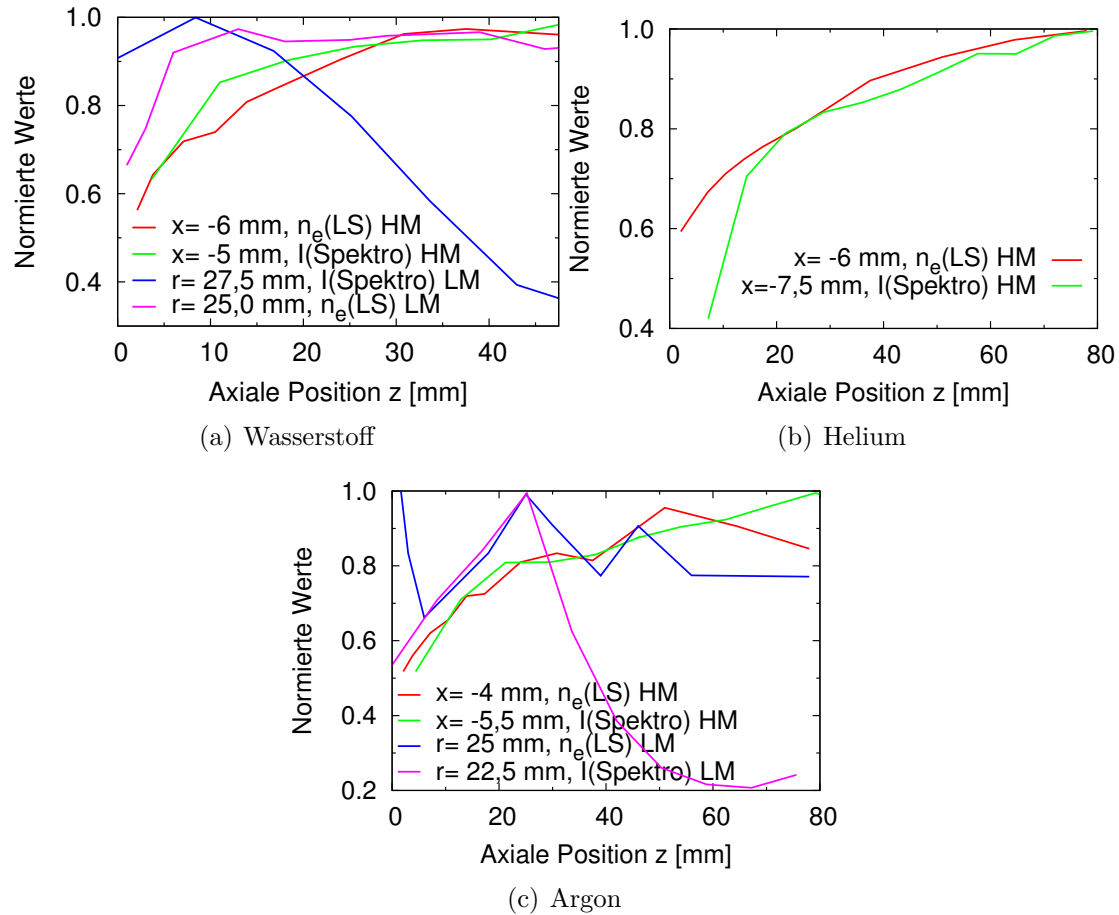 1.0
0.8
0.6
0.4
Normierte Werte
x= -6 mm, n_e(LS) HM
x= -5 mm, I(Spektro) HM
r= 27,5 mm, I(Spektro) LM
r= 25,0 mm, n_e(LS) LM
0 10 20 30 40
Axiale Position z [mm]
(a) Wasserstoff
1.0
0.8
0.6
0.4
Normierte Werte
x= -6 mm, n_e(LS) HM
x=-7,5 mm, I(Spektro) HM
0 20 40 60 80
Axiale Position z [mm]
(b) Helium
1.0
0.8
0.6
0.4
0.2
Normierte Werte
x= -4 mm, n_e(LS) HM
x= -5,5 mm, I(Spektro) HM
r= 25 mm, n_e(LS) LM
r= 22,5 mm, I(Spektro) LM
0 20 40 60 80
Axiale Position z [mm]
(c) Argon